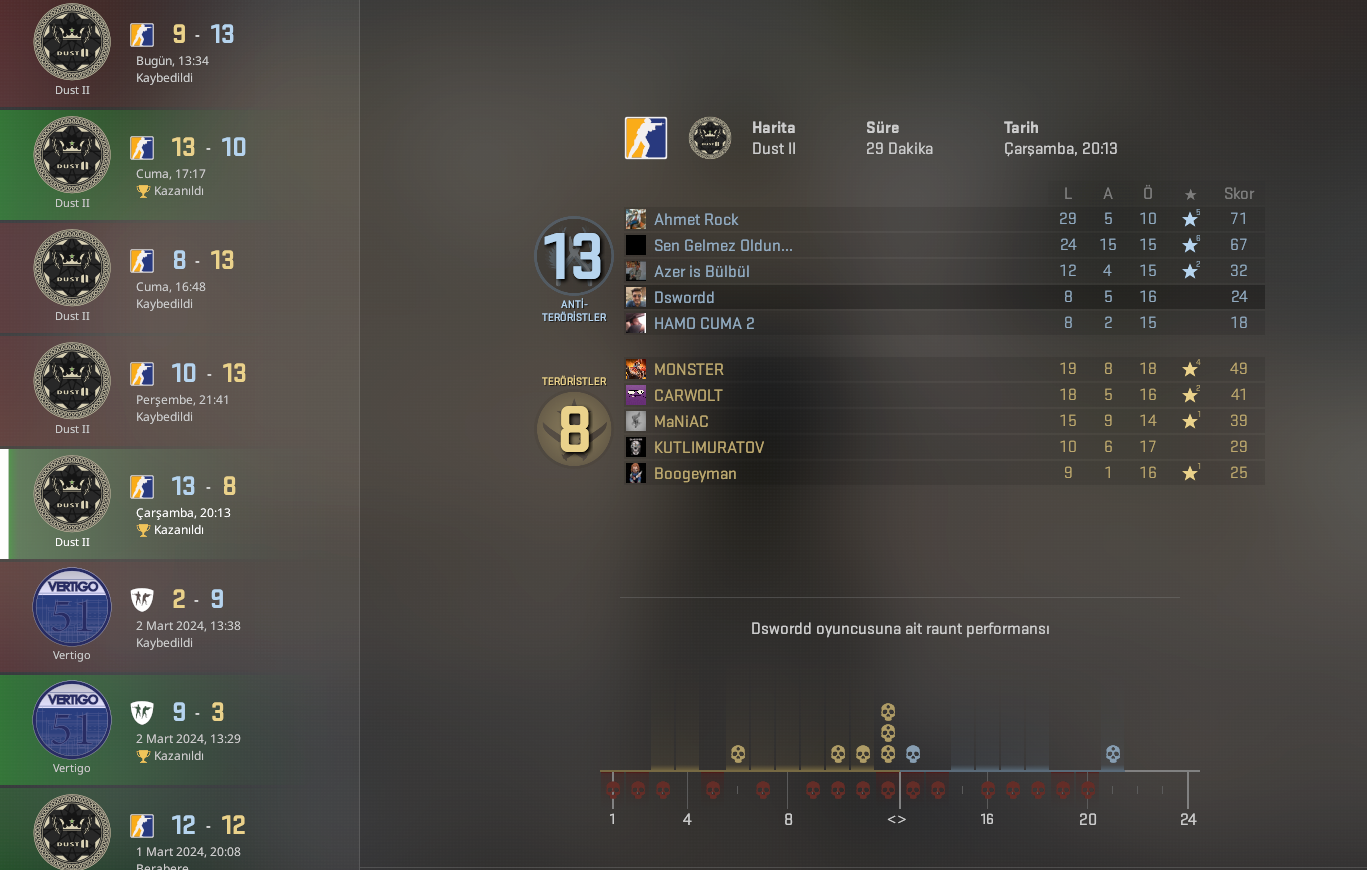 9 - 13
DUST II
Bugün, 13:34
Kaybedildi
Dust II
13 - 10
DUST II
Cuma, 17:17
Kazanıldı
Dust II
8 - 13
DUST II
Cuma, 16:48
Kaybedildi
Dust II
10 - 13
DUST II
Perşembe, 21:41
Kaybedildi
Dust II
13 - 8
DUST II
Çarşamba, 20:13
Kazanıldı
Dust II
VERTIGO
51
2 - 9
2 Mart 2024, 13:38
Kaybedildi
Vertigo
VERTIGO
51
9 - 3
2 Mart 2024, 13:29
Kazanıldı
Vertigo
12 - 12
DUST II
1 Mart 2024, 20:08
Berabere
Harita Süre Tarih
Dust II 29 Dakika Çarşamba, 20:13
L A Ö ★ Skor
Ahmet Rock 29 5 10 ★5 71
Sen Gelmez Oldun... 24 15 15 ★6 67
Azer is Bülbül 12 4 15 ★2 32
Dswordd 8 5 16 24
HAMO CUMA 2 8 2 15 18
13
ANTİ-
TERÖRİSTLER
TERÖRİSTLER
8
MONSTER 19 8 18 ★4 49
CARWOLT 18 5 16 ★2 41
MaNiAC 15 9 14 ★1 39
KUTLIMURATOV 10 6 17 29
Boogeyman 9 1 16 ★1 25
Dswordd oyuncusuna ait raunt performansı
1 4 8 <> 16 20 24